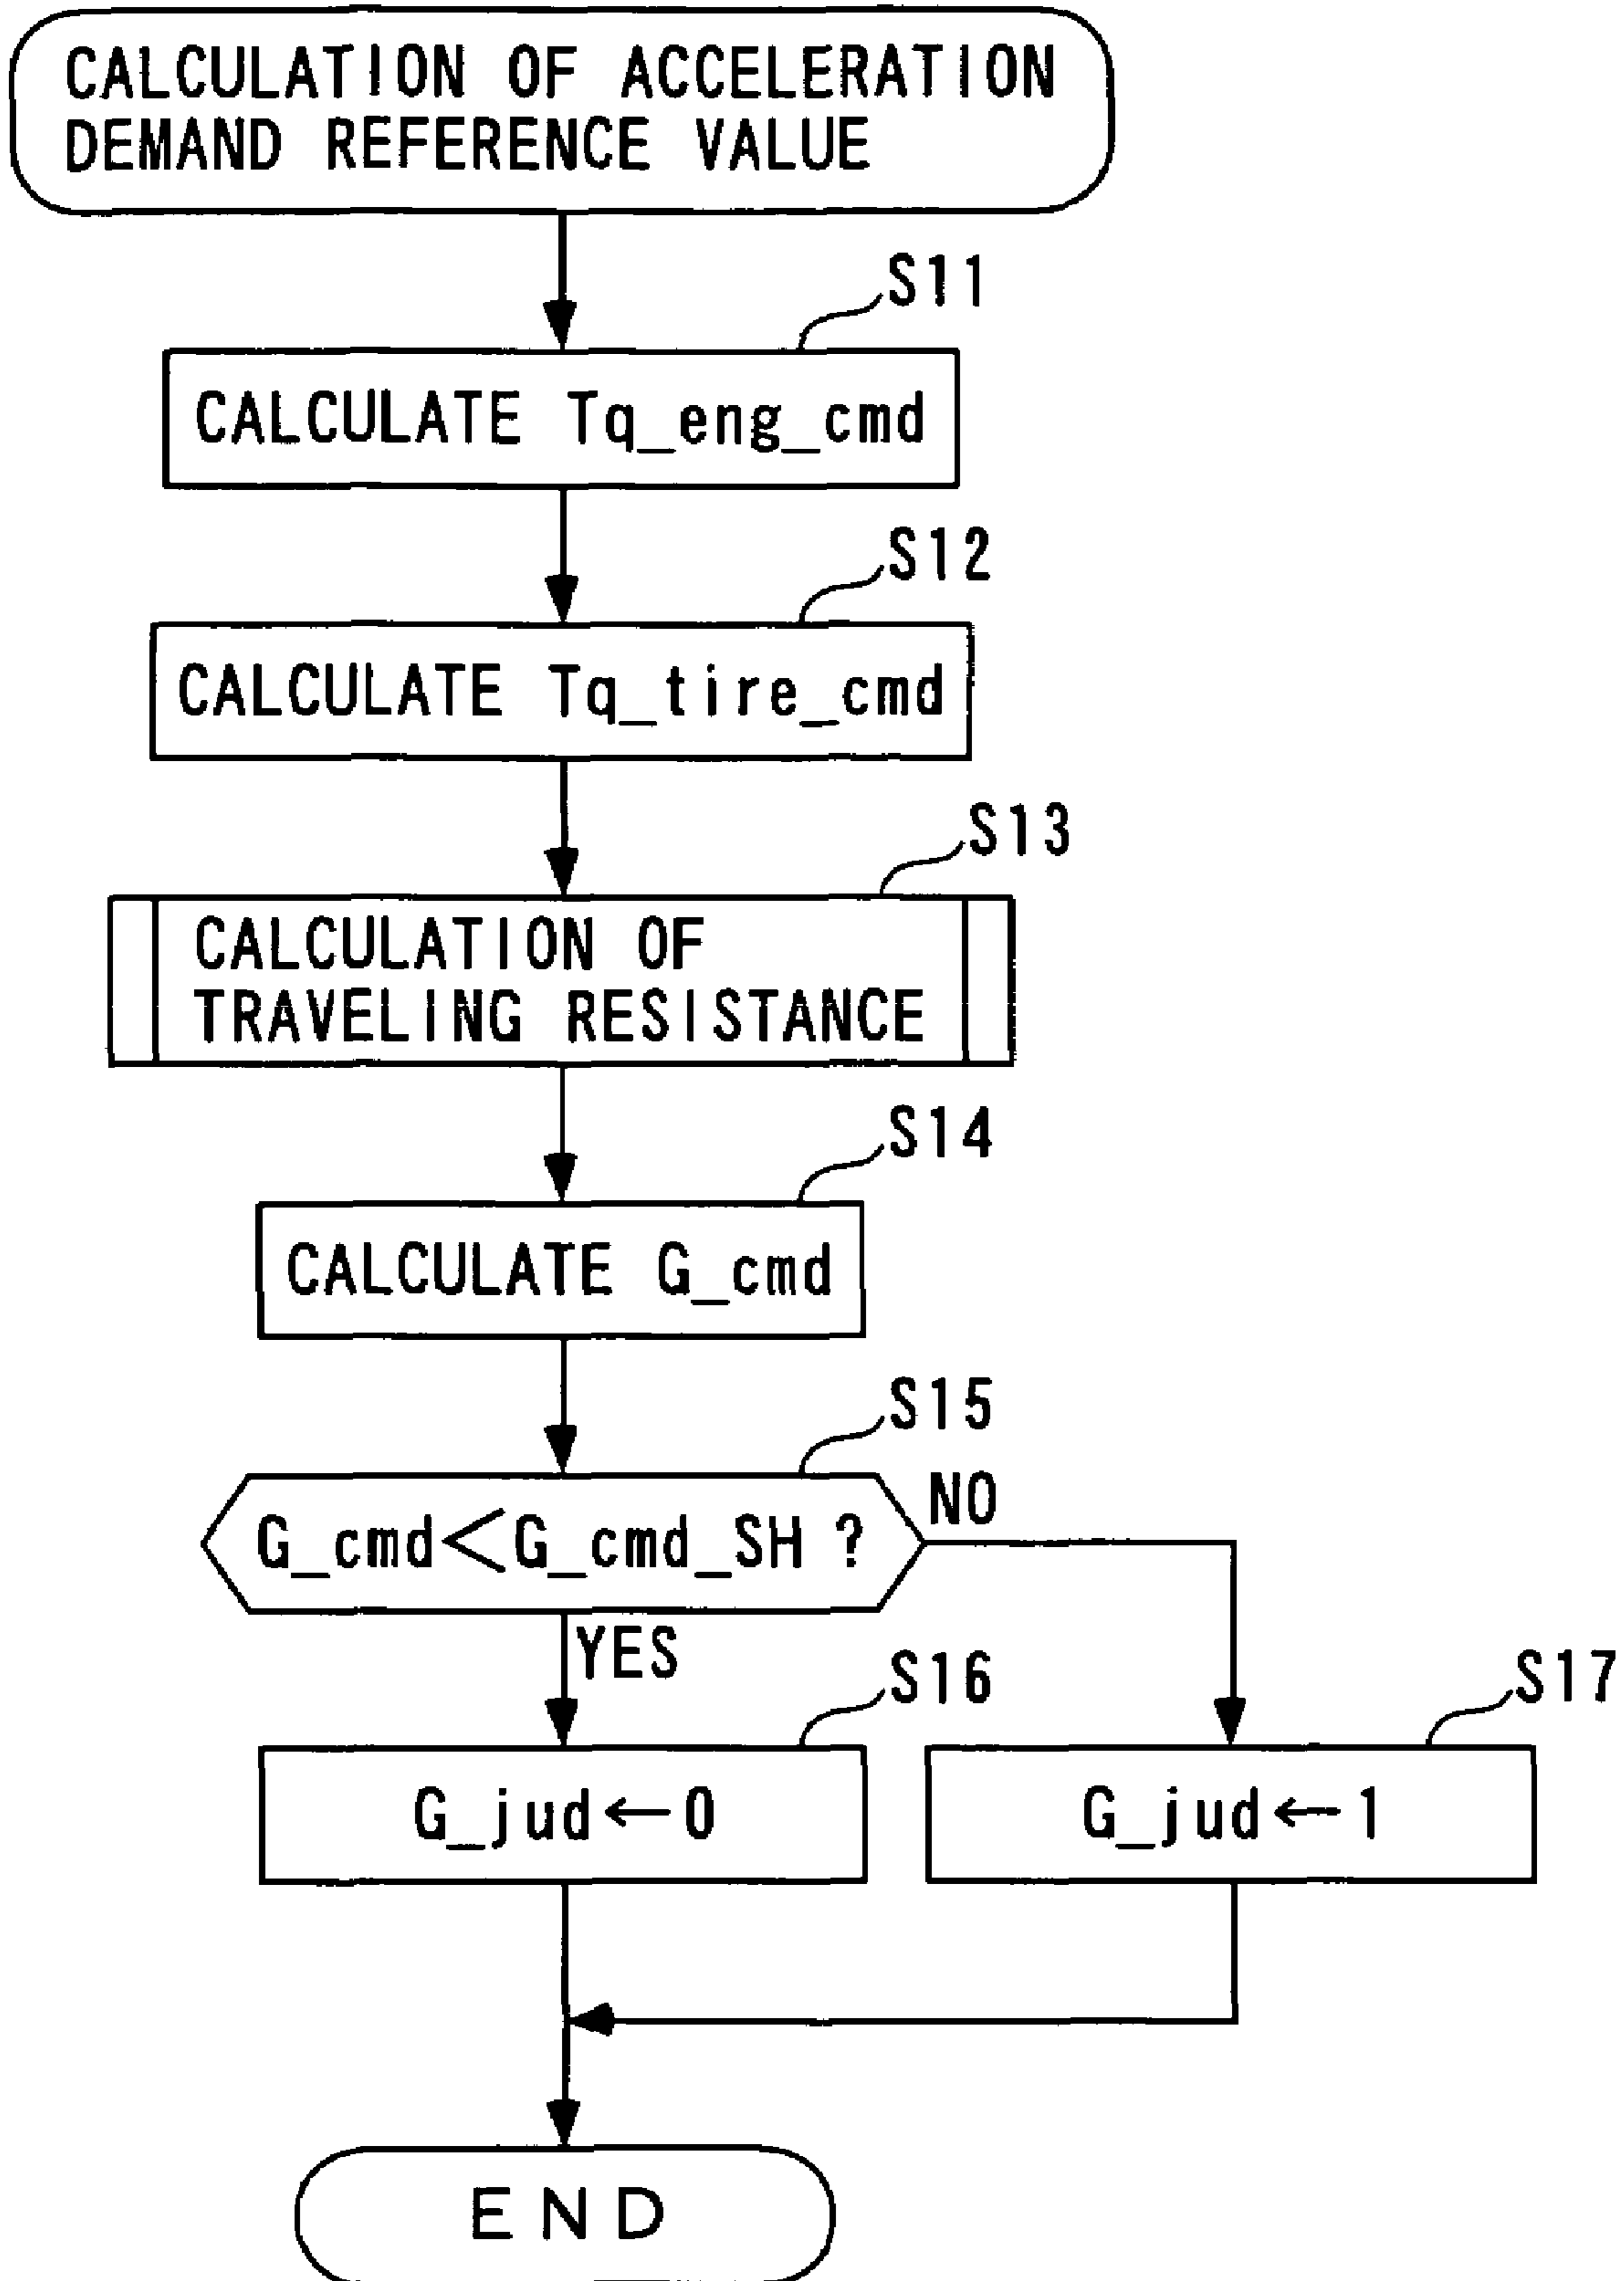 CALCULATION OF ACCELERATION
DEMAND REFERENCE VALUE
S11
CALCULATE Tq_eng_cmd
S12
CALCULATE Tq_tire_cmd
S13
CALCULATION OF
TRAVELING RESISTANCE
S14
CALCULATE G_cmd
S15
G_cmd<G_cmd_SH ?
NO
YES
S16
S17
G_jud←0
G_jud←1
END